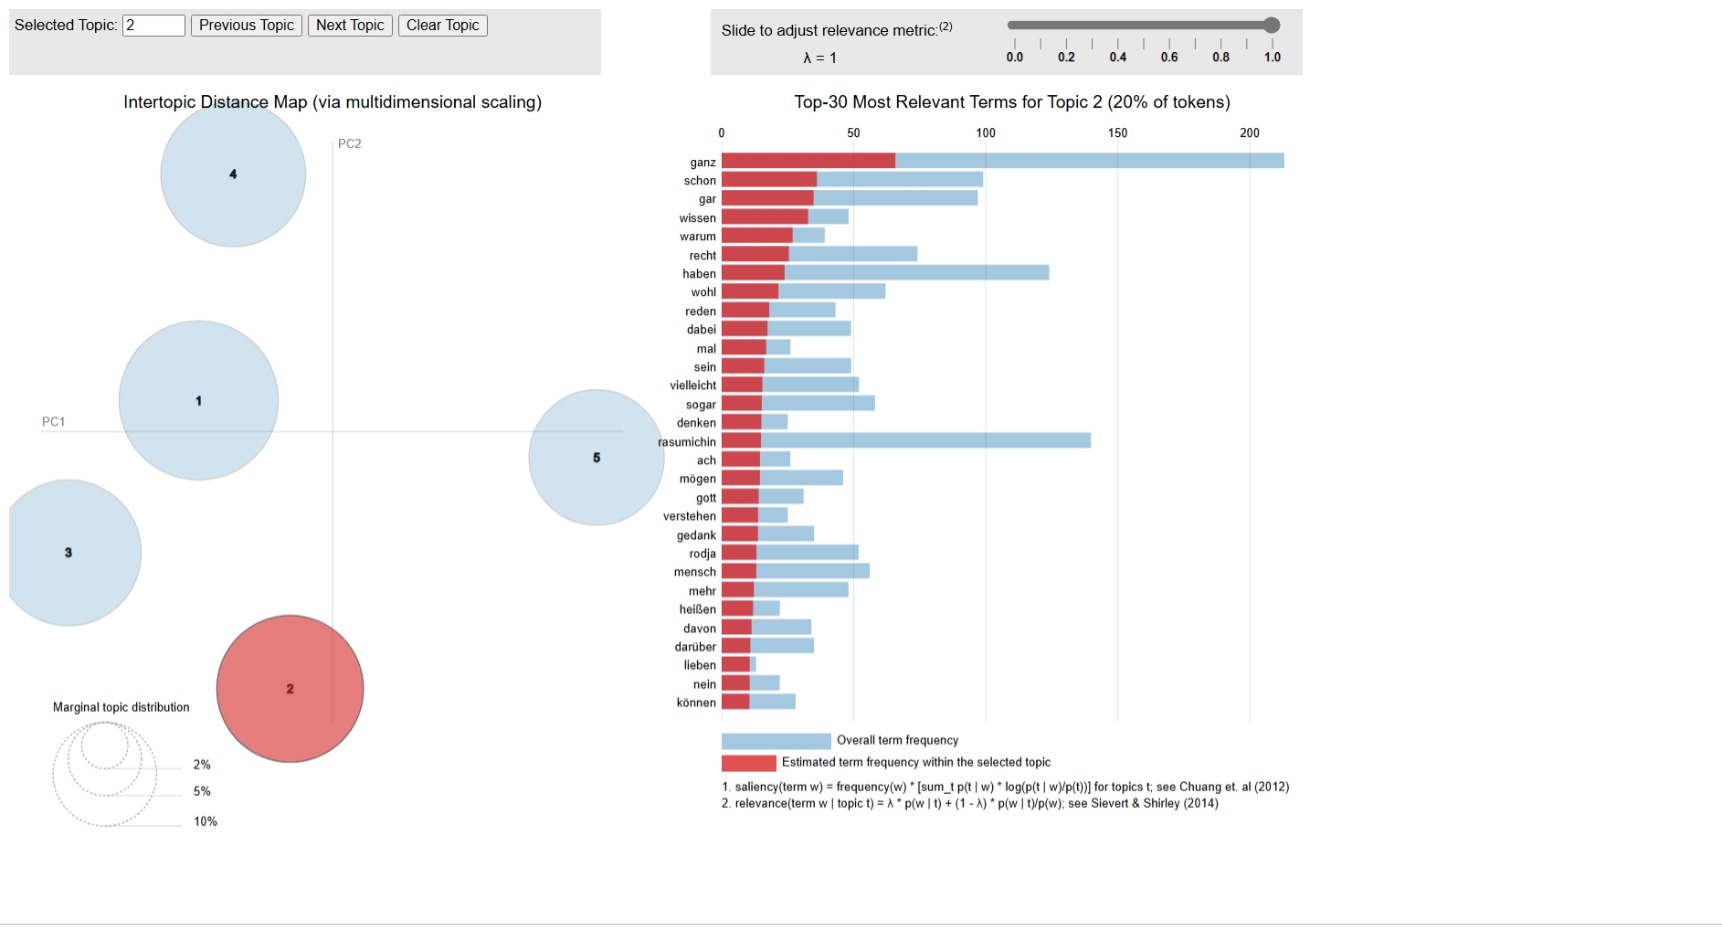 Selected Topic: 2 Previous Topic Next Topic Clear Topic
Slide to adjust relevance metric:(2)
λ = 1
0.0 0.2 0.4 0.6 0.8 1.0
Intertopic Distance Map (via multidimensional scaling)
PC2
PC1
4
1
5
3
2
Marginal topic distribution
2%
5%
10%
Top-30 Most Relevant Terms for Topic 2 (20% of tokens)
0 50 100 150 200
ganz
schon
gar
wissen
warum
recht
haben
wohl
reden
dabei
mal
sein
vielleicht
sogar
denken
rasumichin
ach
mögen
gott
verstehen
gedank
rodja
mensch
mehr
heißen
davon
darüber
lieben
nein
können
Overall term frequency
Estimated term frequency within the selected topic
1. saliency(term w) = frequency(w) * [sum_t p(t | w) * log(p(t | w)/p(t))] for topics t; see Chuang et. al (2012)
2. relevance(term w | topic t) = λ * p(w | t) + (1 - λ) * p(w | t)/p(w); see Sievert & Shirley (2014)